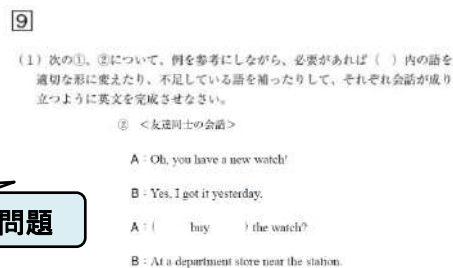 9
(1)次の①、②について、例を参考にしながら、必要があれば( )内の語を
適切な形に変えたり、不足している語を補ったりして、それぞれ会話が成り
立つように英文を完成させなさい。
② <友達同士の会話>
A:Oh, you have a new watch!
B:Yes, I got it yesterday.
A:( buy ) the watch?
問題
B:At a department store near the station.